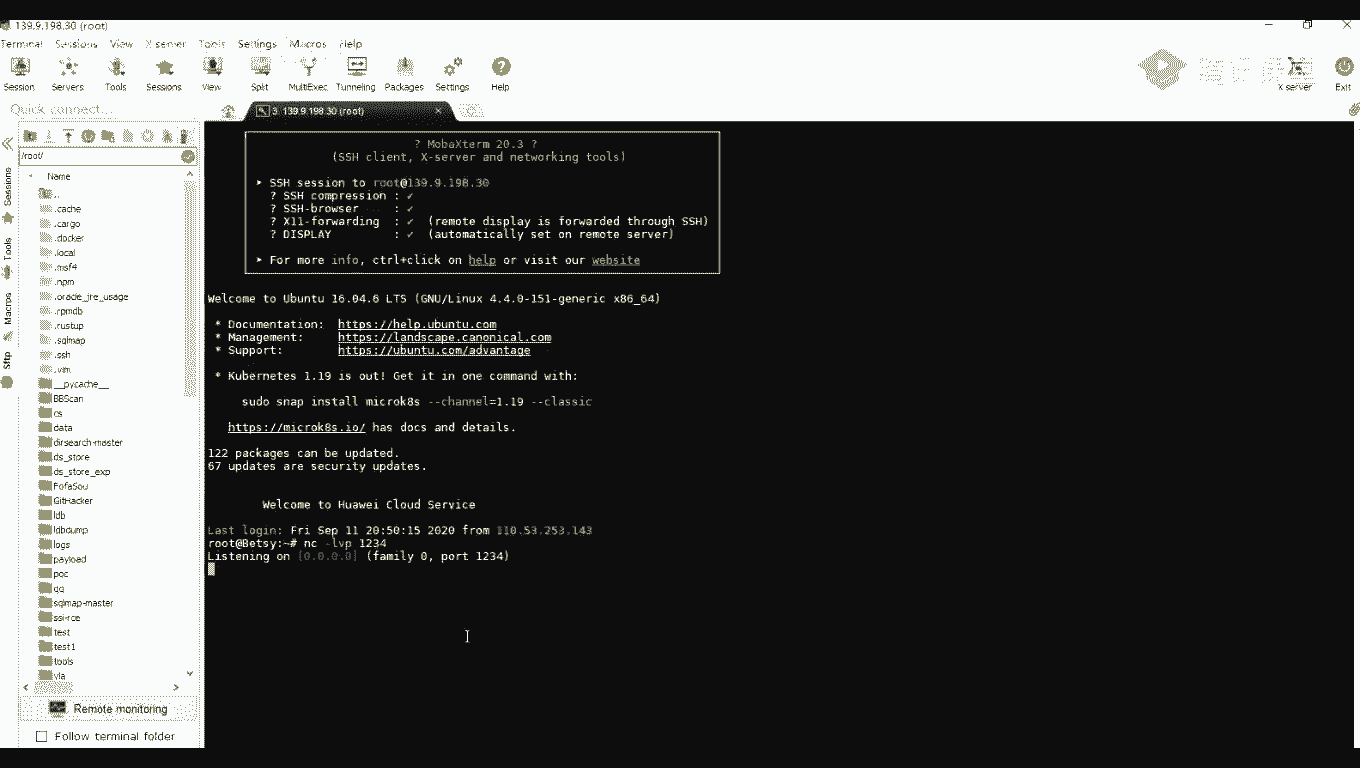 139.9.198.30 (root)
Terminal Sessions View X server Tools Settings Macros Help
Session Servers Tools Sessions View Split MultiExec Tunneling Packages Settings Help
X server Exit
Quick connect...
3. 139.9.198.30 (root)
/root/
Name
..
.cache
.cargo
.docker
.local
.msf4
.npm
.oracle_jre_usage
.rpmdb
.rustup
.sqlmap
.ssh
.vim
__pycache__
BBScan
cs
data
dirsearch-master
ds_store
ds_store_exp
FofaSou
GitHacker
ldb
ldbdump
logs
payload
poc
qq
sqlmap-master
ssi-rce
test
test1
tools
Remote monitoring
Follow terminal folder
Sessions
Tools
Macros
Sftp
? MobaXterm 20.3 ?
(SSH client, X-server and networking tools)
➤ SSH session to root@139.9.198.30
? SSH compression : ✓
? SSH-browser : ✓
? X11-forwarding : ✓ (remote display is forwarded through SSH)
? DISPLAY : ✓ (automatically set on remote server)
➤ For more info, ctrl+click on help or visit our website
Welcome to Ubuntu 16.04.6 LTS (GNU/Linux 4.4.0-151-generic x86_64)
* Documentation: https://help.ubuntu.com
* Management: https://landscape.canonical.com
* Support: https://ubuntu.com/advantage
* Kubernetes 1.19 is out! Get it in one command with:
sudo snap install microk8s --channel=1.19 --classic
https://microk8s.io/ has docs and details.
122 packages can be updated.
67 updates are security updates.
Welcome to Huawei Cloud Service
Last login: Fri Sep 11 20:50:15 2020 from 110.53.253.143
root@Betsy:~# nc -lvp 1234
Listening on [0.0.0.0] (family 0, port 1234)